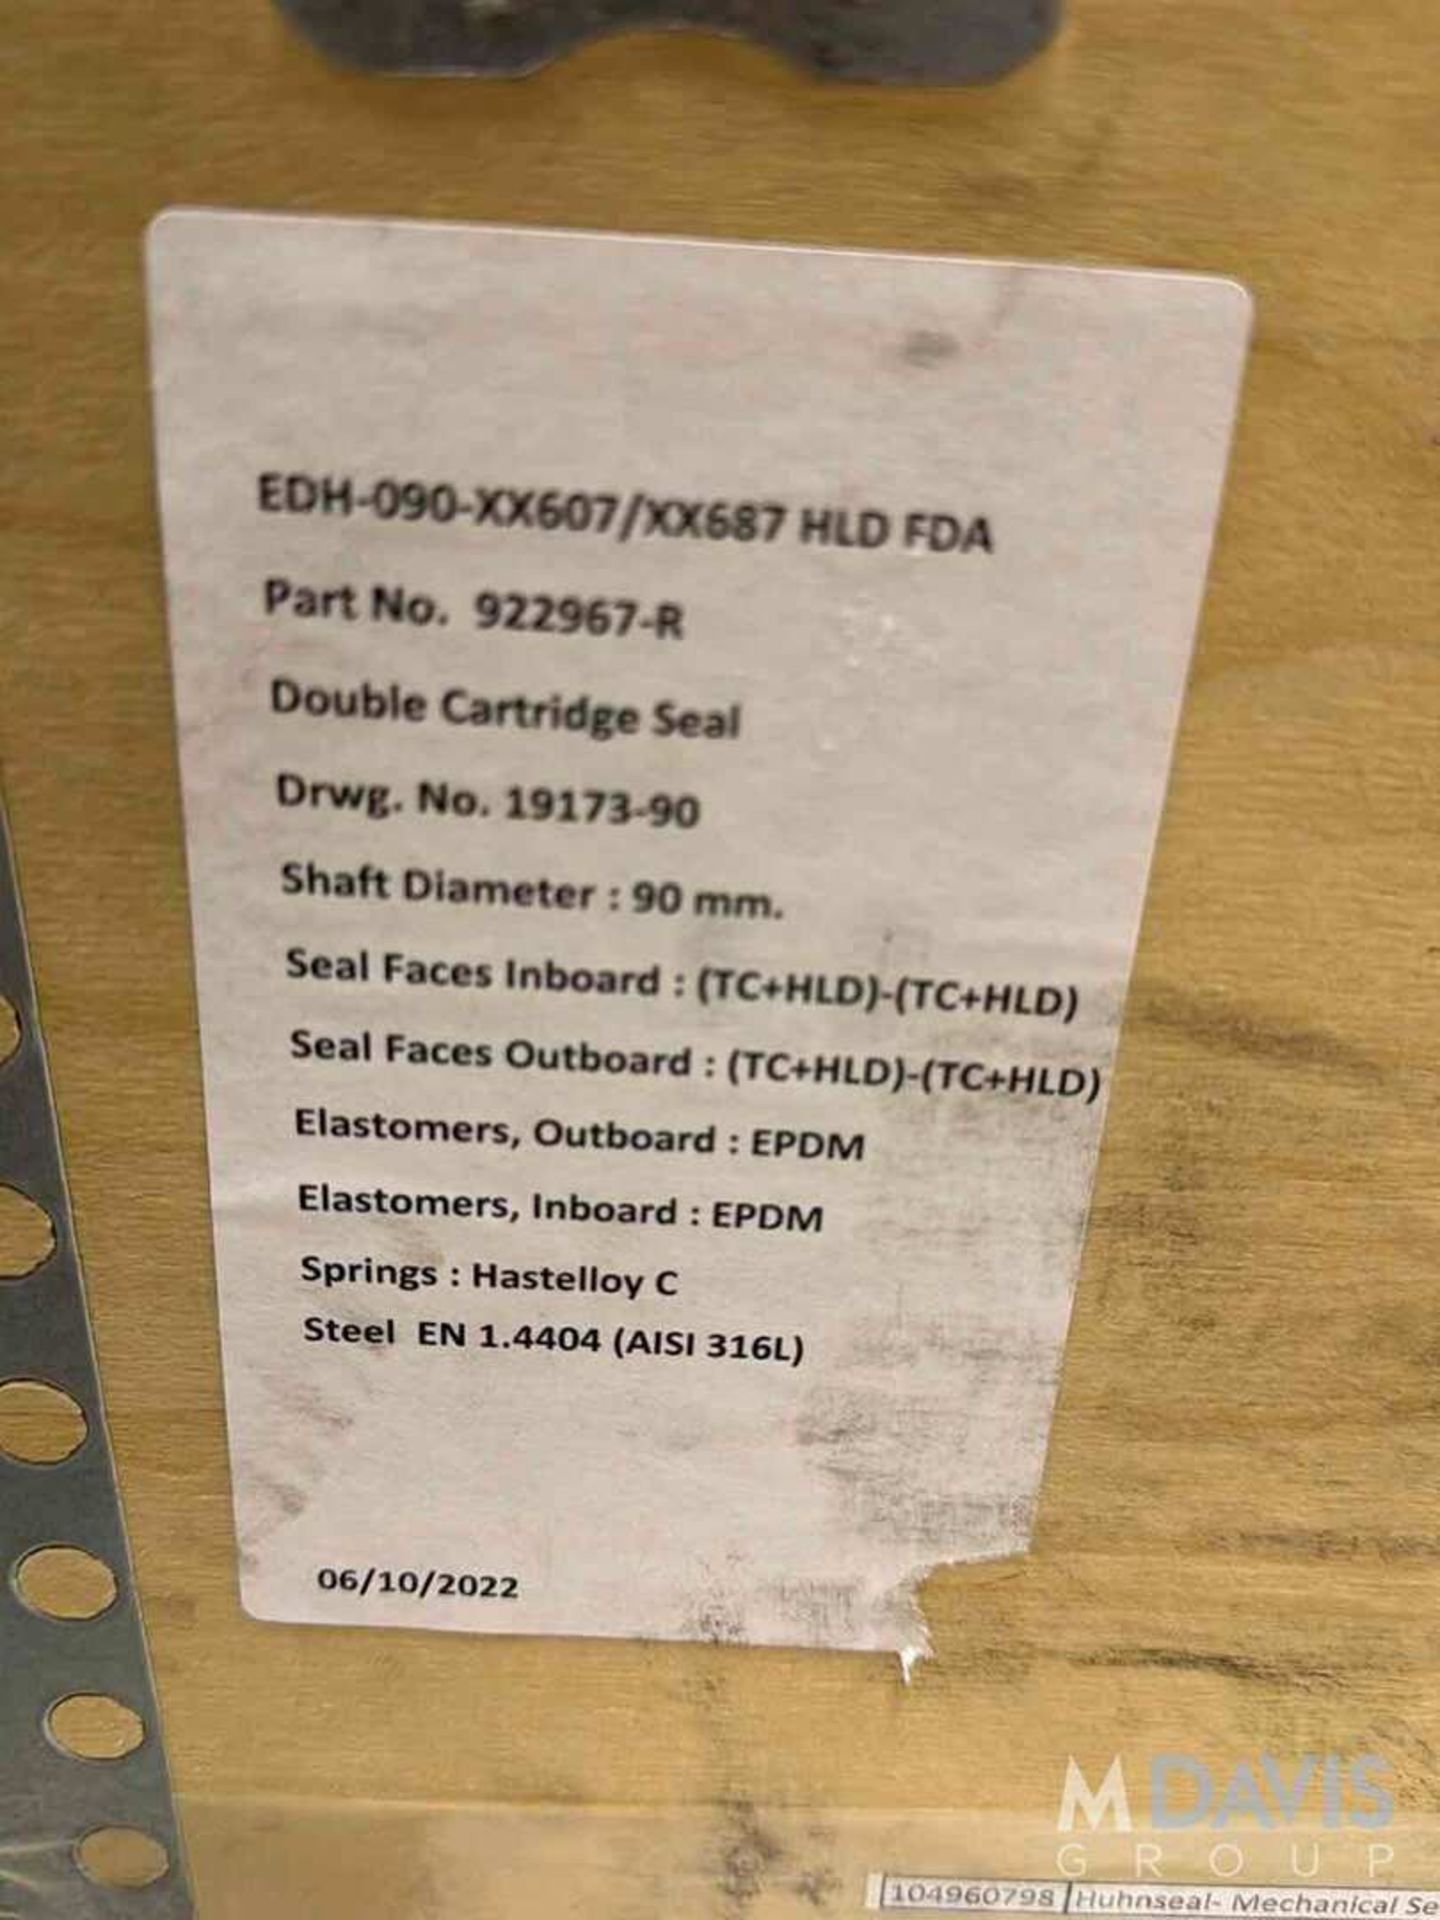 EDH-090-XX607/XX687 HLD FDA
Part No. 922967-R
Double Cartridge Seal
Drwg. No. 19173-90
Shaft Diameter : 90 mm.
Seal Faces Inboard : (TC+HLD)-(TC+HLD)
Seal Faces Outboard : (TC+HLD)-(TC+HLD)
Elastomers, Outboard : EPDM
Elastomers, Inboard : EPDM
Springs : Hastelloy C
Steel EN 1.4404 (AISI 316L)
06/10/2022
MDAVIS
GROUP
104960798 Huhnseal- Mechanical Se